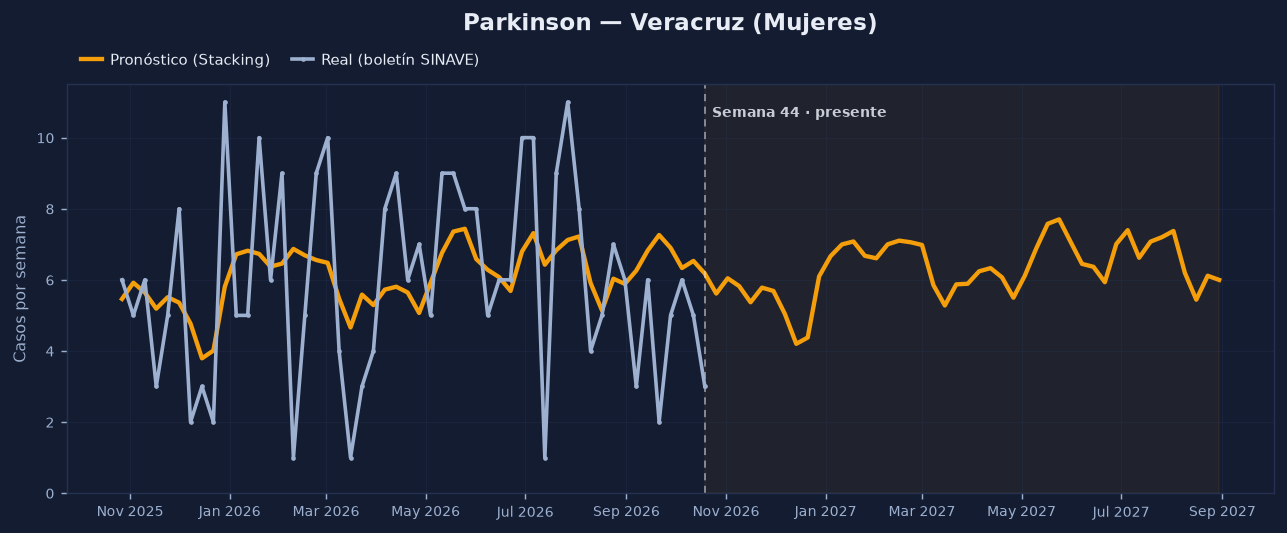 Parkinson — Veracruz (Mujeres)
Pronóstico (Stacking)
Real (boletín SINAVE)
Semana 44 · presente
Casos por semana
10
8
6
4
2
0
Nov 2025
Jan 2026
Mar 2026
May 2026
Jul 2026
Sep 2026
Nov 2026
Jan 2027
Mar 2027
May 2027
Jul 2027
Sep 2027